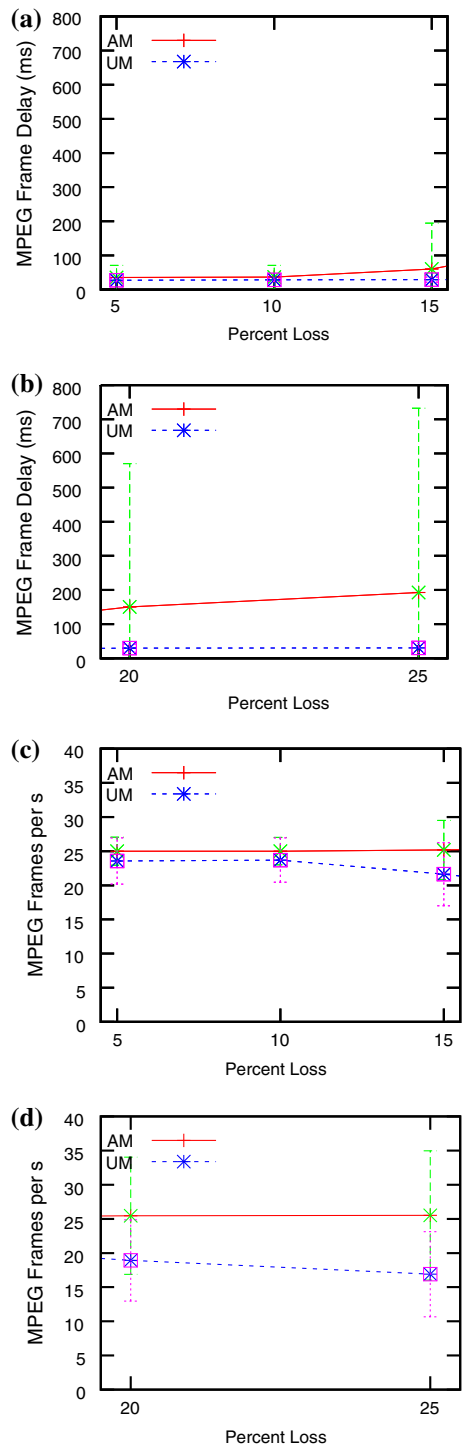 (a)
MPEG Frame Delay (ms)
800
700
600
500
400
300
200
100
0
AM
UM
5
10
15
Percent Loss
(b)
MPEG Frame Delay (ms)
800
700
600
500
400
300
200
100
0
AM
UM
20
25
Percent Loss
(c)
MPEG Frames per s
40
35
30
25
20
15
10
5
0
AM
UM
5
10
15
Percent Loss
(d)
MPEG Frames per s
40
35
30
25
20
15
10
5
0
AM
UM
20
25
Percent Loss